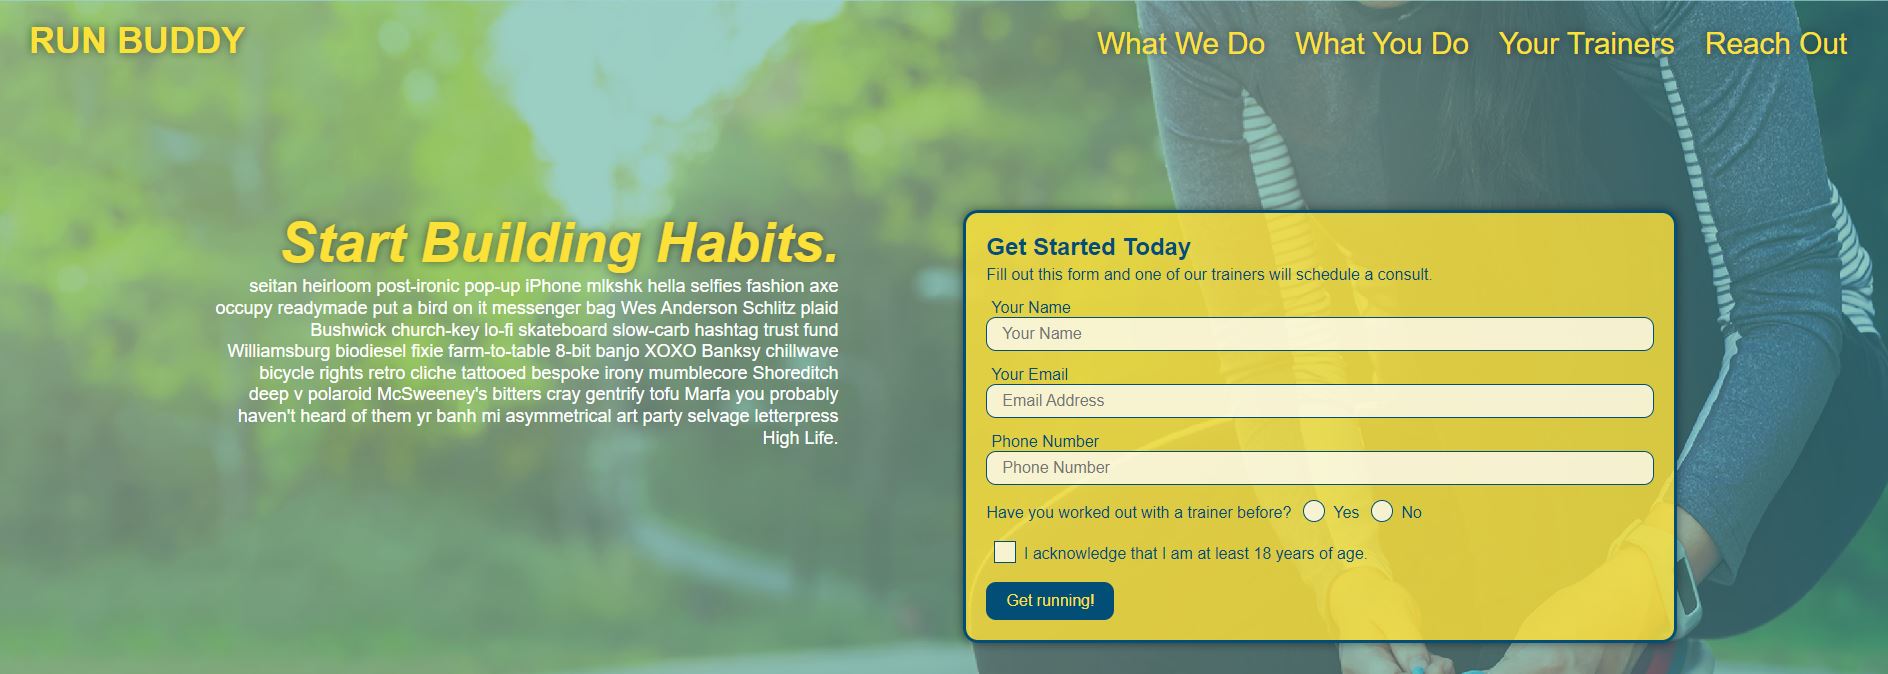 RUN BUDDY
What We Do What You Do Your Trainers Reach Out
Start Building Habits.
seitan heirloom post-ironic pop-up iPhone mlkshk hella selfies fashion axe
occupy readymade put a bird on it messenger bag Wes Anderson Schlitz plaid
Bushwick church-key lo-fi skateboard slow-carb hashtag trust fund
Williamsburg biodiesel fixie farm-to-table 8-bit banjo XOXO Banksy chillwave
bicycle rights retro cliche tattooed bespoke irony mumblecore Shoreditch
deep v polaroid McSweeney's bitters cray gentrify tofu Marfa you probably
haven't heard of them yr banh mi asymmetrical art party selvage letterpress
High Life.
Get Started Today
Fill out this form and one of our trainers will schedule a consult.
Your Name
Your Name
Your Email
Email Address
Phone Number
Phone Number
Have you worked out with a trainer before? Yes No
I acknowledge that I am at least 18 years of age.
Get running!